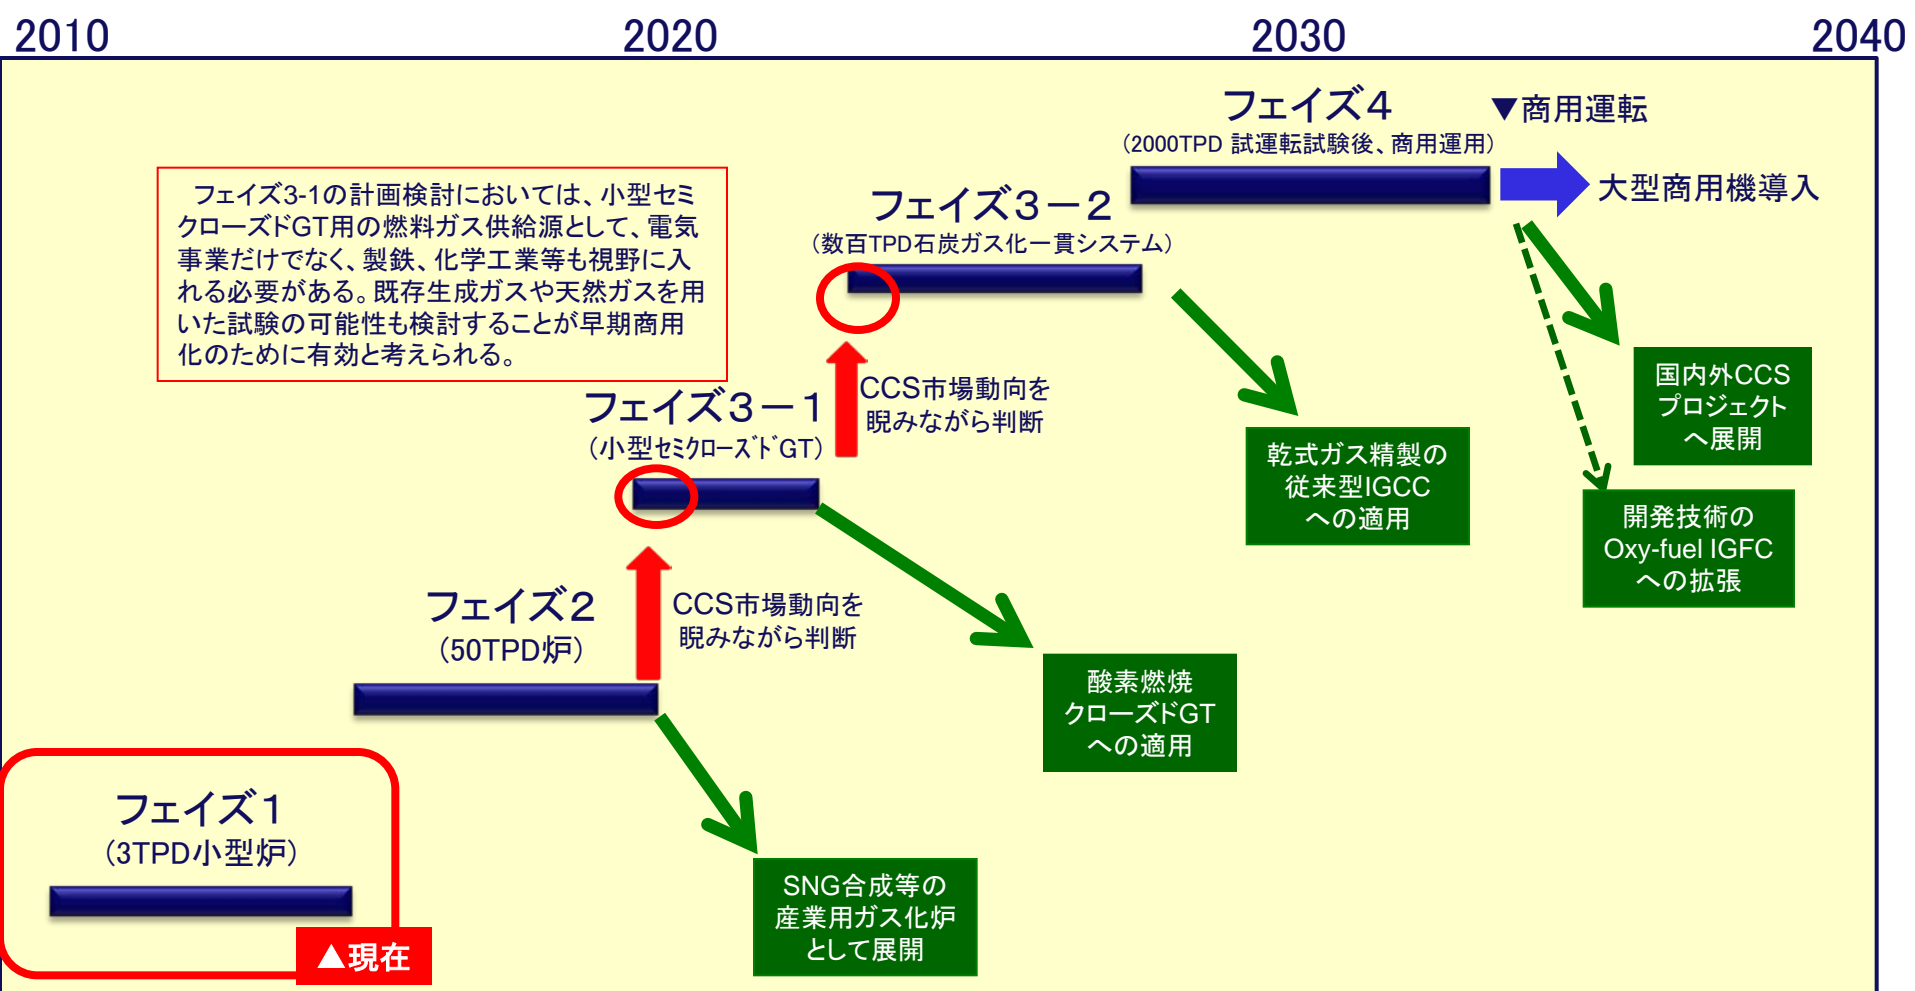 2010
2020
2030
2040
フェイズ4
(2000TPD 試運転試験後、商用運用)
▼商用運転
大型商用機導入
フェイズ3-1の計画検討においては、小型セミ
クローズドGT用の燃料ガス供給源として、電気
事業だけでなく、製鉄、化学工業等も視野に入
れる必要がある。既存生成ガスや天然ガスを用
いた試験の可能性も検討することが早期商用
化のために有効と考えられる。
フェイズ3－2
(数百TPD石炭ガス化一貫システム)
CCS市場動向を
睨みながら判断
国内外CCS
プロジェクト
へ展開
フェイズ3－1
(小型ｾﾐｸﾛｰｽﾞﾄﾞGT)
乾式ガス精製の
従来型IGCC
への適用
開発技術の
Oxy-fuel IGFC
への拡張
フェイズ2
(50TPD炉)
CCS市場動向を
睨みながら判断
酸素燃焼
クローズドGT
への適用
フェイズ1
(3TPD小型炉)
▲現在
SNG合成等の
産業用ガス化炉
として展開